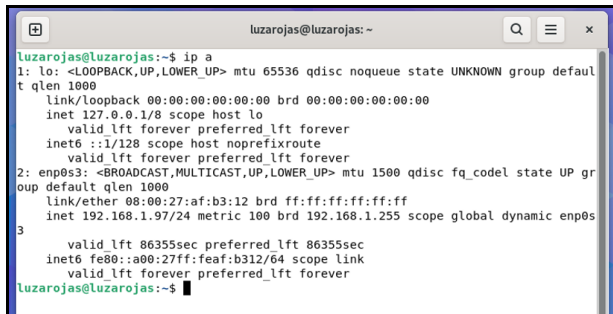 luzarojas@luzarojas: ~
luzarojas@luzarojas:~$ ip a
1: lo: <LOOPBACK,UP,LOWER_UP> mtu 65536 qdisc noqueue state UNKNOWN group defaul
t qlen 1000
    link/loopback 00:00:00:00:00:00 brd 00:00:00:00:00:00
    inet 127.0.0.1/8 scope host lo
       valid_lft forever preferred_lft forever
    inet6 ::1/128 scope host noprefixroute
       valid_lft forever preferred_lft forever
2: enp0s3: <BROADCAST,MULTICAST,UP,LOWER_UP> mtu 1500 qdisc fq_codel state UP gr
oup default qlen 1000
    link/ether 08:00:27:af:b3:12 brd ff:ff:ff:ff:ff:ff
    inet 192.168.1.97/24 metric 100 brd 192.168.1.255 scope global dynamic enp0s
3
       valid_lft 86355sec preferred_lft 86355sec
    inet6 fe80::a00:27ff:feaf:b312/64 scope link
       valid_lft forever preferred_lft forever
luzarojas@luzarojas:~$